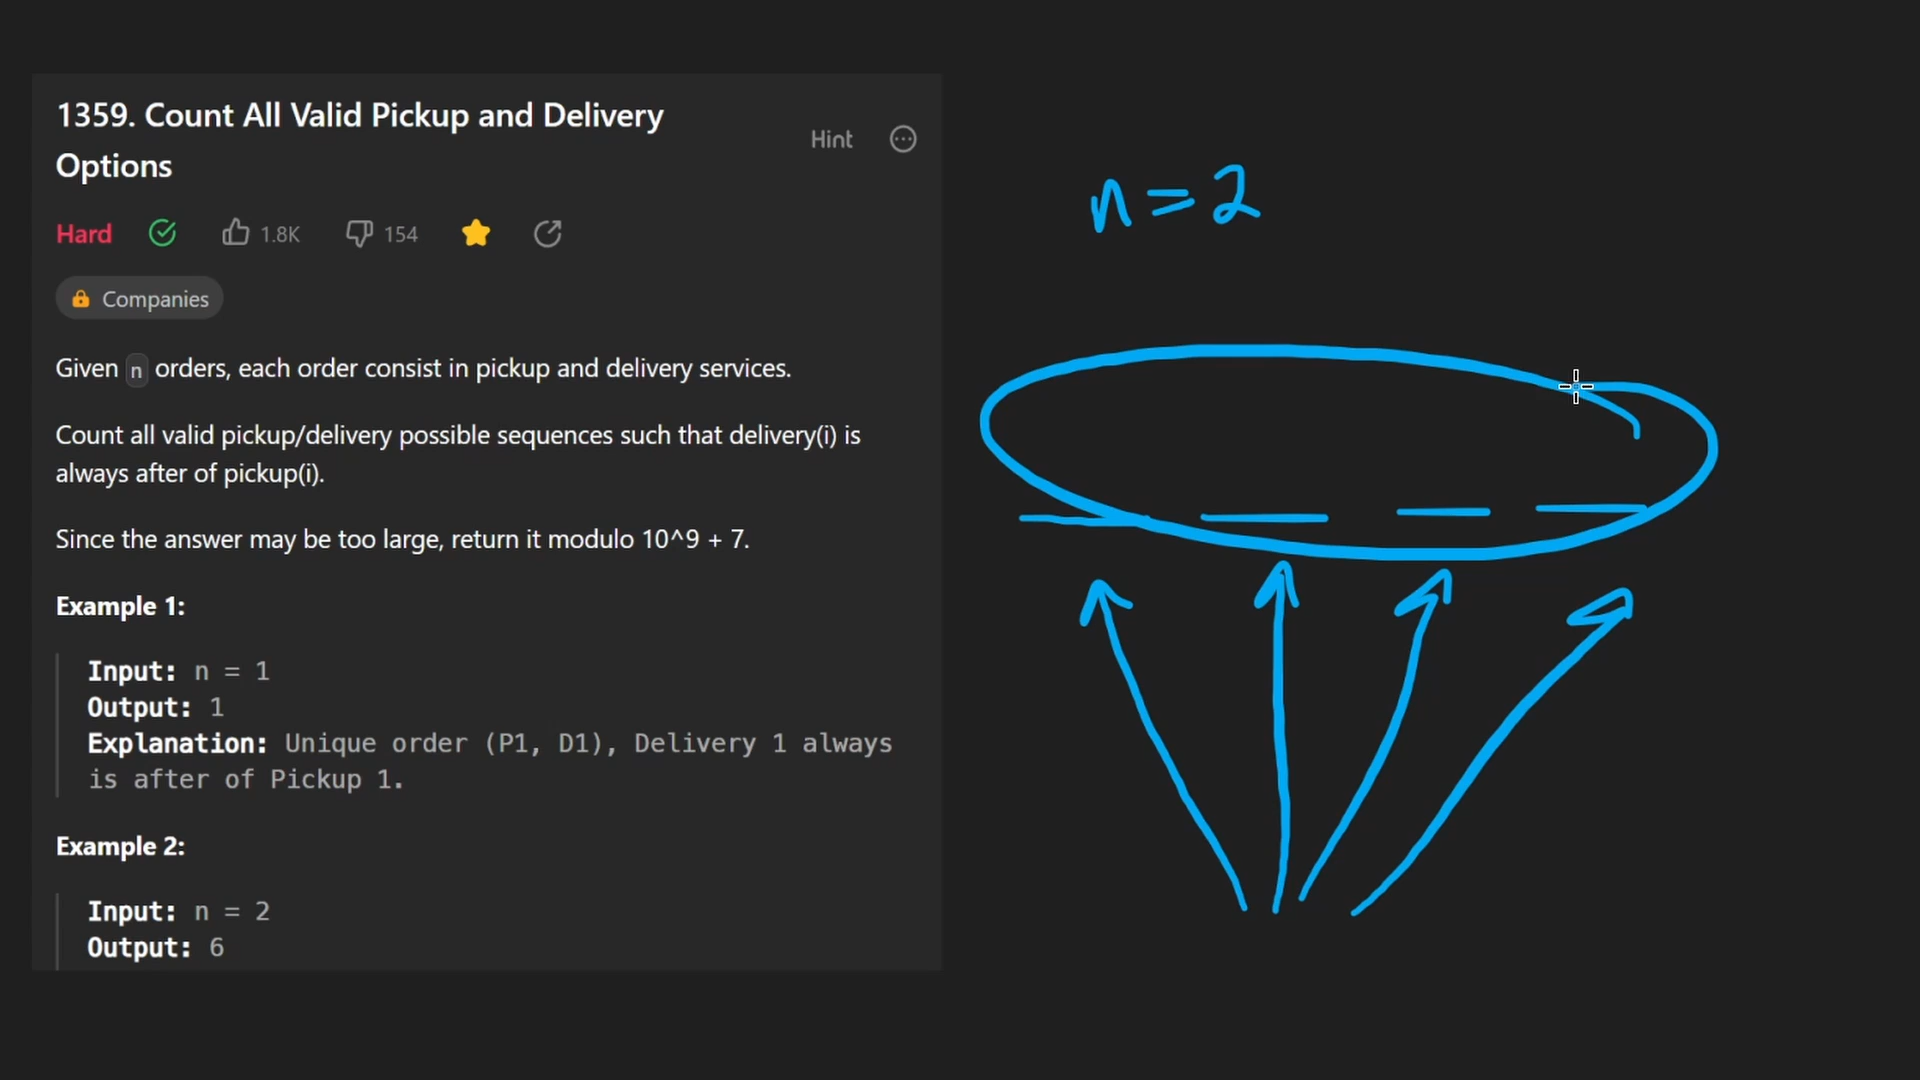 1359. Count All Valid Pickup and Delivery
Options
Hint
Hard 1.8K 154
Companies
Given n orders, each order consist in pickup and delivery services.
Count all valid pickup/delivery possible sequences such that delivery(i) is
always after of pickup(i).
Since the answer may be too large, return it modulo 10^9 + 7.
Example 1:
Input: n = 1
Output: 1
Explanation: Unique order (P1, D1), Delivery 1 always
is after of Pickup 1.
Example 2:
Input: n = 2
Output: 6
n = 2